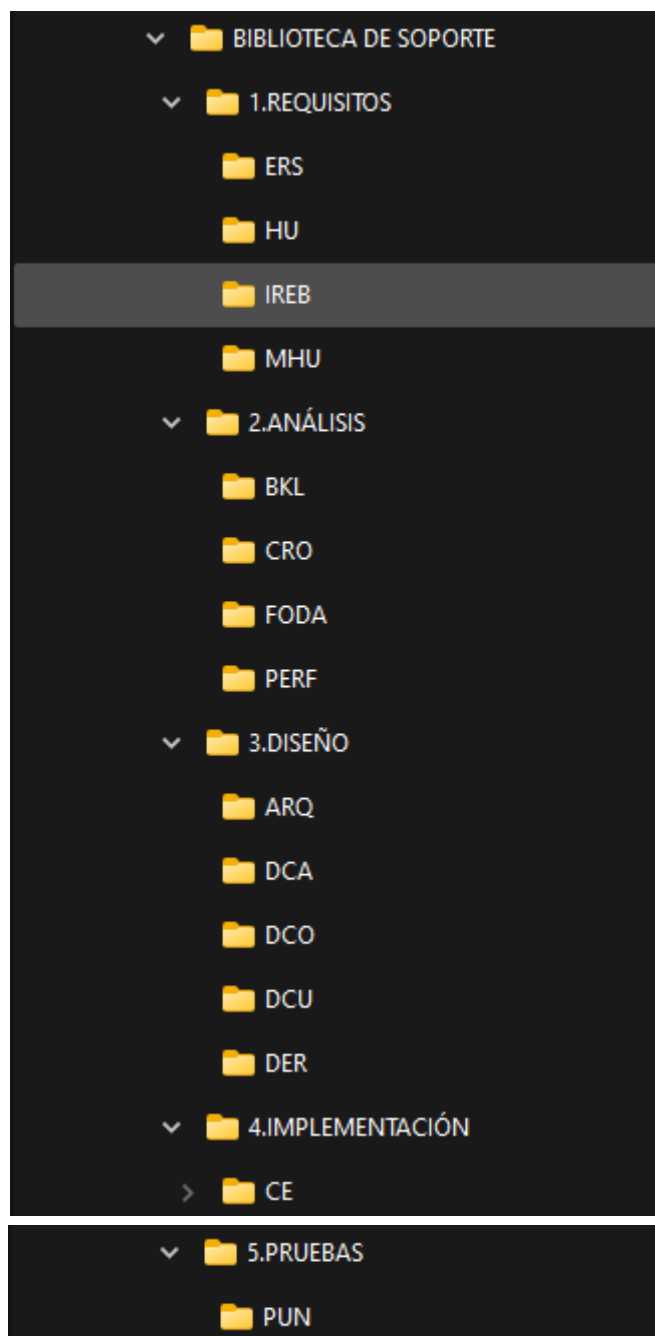 BIBLIOTECA DE SOPORTE
1.REQUISITOS
ERS
HU
IREB
MHU
2.ANÁLISIS
BKL
CRO
FODA
PERF
3.DISEÑO
ARQ
DCA
DCO
DCU
DER
4.IMPLEMENTACIÓN
CE
5.PRUEBAS
PUN